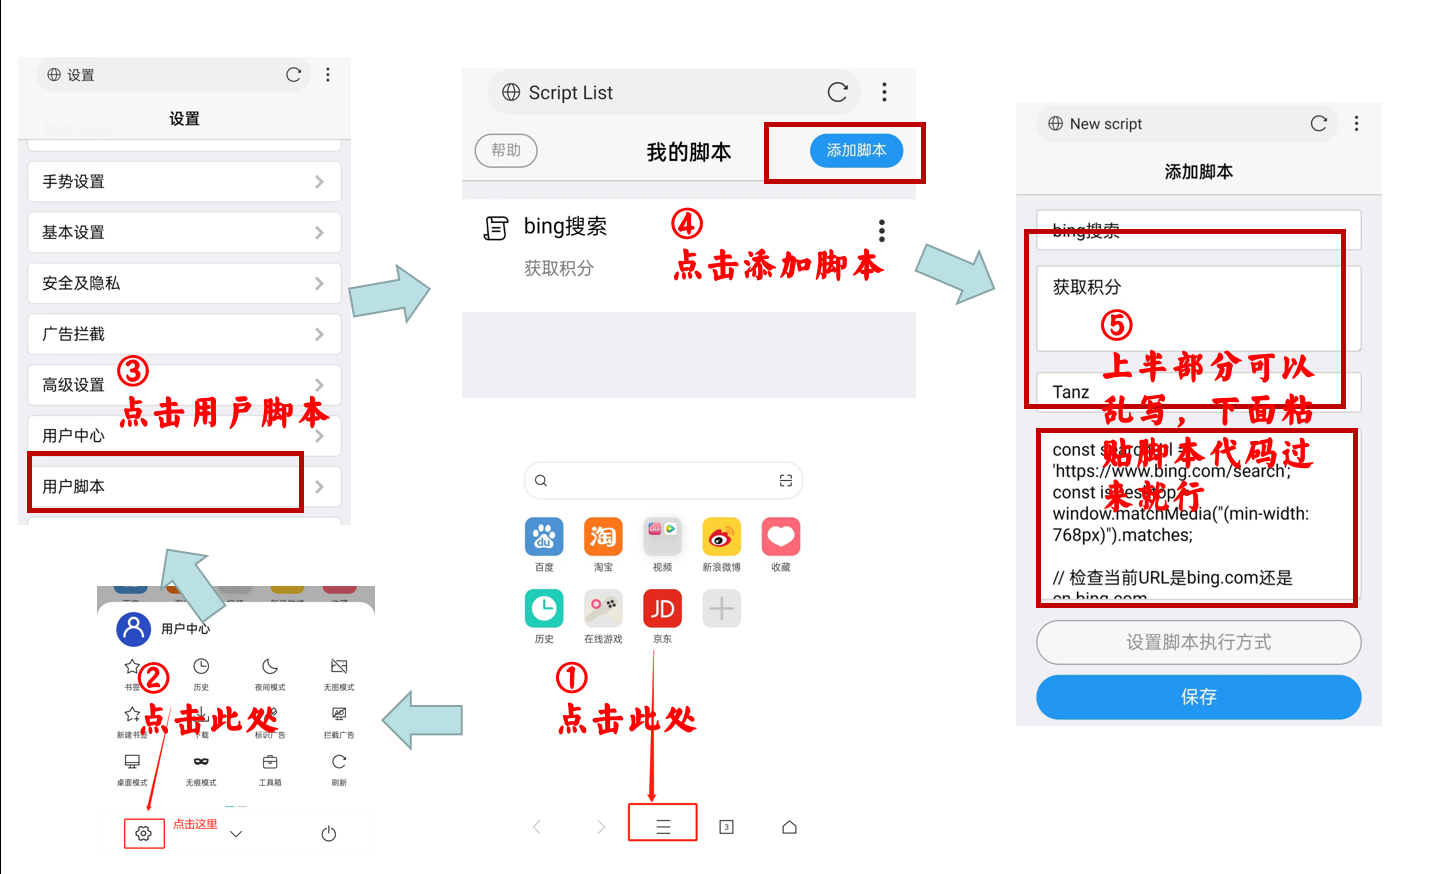 设置
设置
手势设置
基本设置
安全及隐私
广告拦截
高级设置
③
点击用户脚本
用户中心
用户脚本
Script List
帮助
我的脚本
添加脚本
bing搜索
获取积分
④
点击添加脚本
New script
添加脚本
bing搜索
获取积分
⑤
上半部分可以
乱写，下面粘
贴脚本代码过
来就行
Tanz
const
'https://www.bing.com/search';
const
window.matchMedia("(min-width:
768px)").matches;
// 检查当前URL是bing.com还是
cn.bing.com
设置脚本执行方式
保存
百度
淘宝
视频
新浪微博
收藏
历史
在线游戏
JD
京东
①
点击此处
3
用户中心
②
点击此处
书签
历史
夜间模式
无图模式
新建书签
下载
标识广告
拦截广告
桌面模式
无痕模式
工具箱
刷新
点击这里